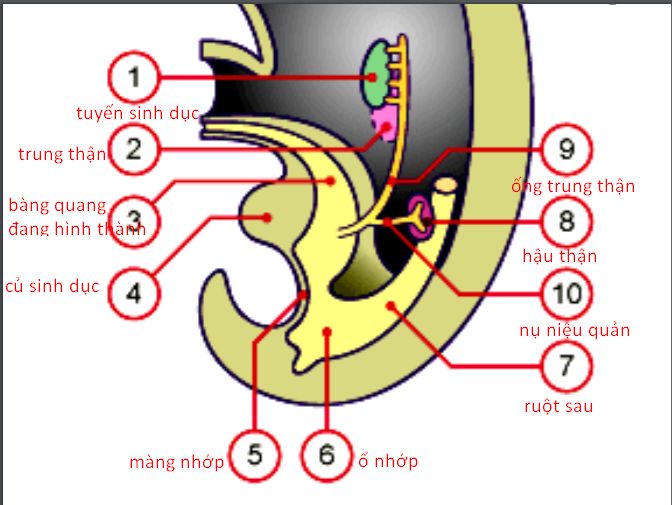 1
tuyến sinh dục
2
trung thận
3
bàng quang
đang hình thành
4
củ sinh dục
5
màng nhớp
6
ổ nhớp
9
ống trung thận
8
hậu thận
10
nụ niệu quản
7
ruột sau